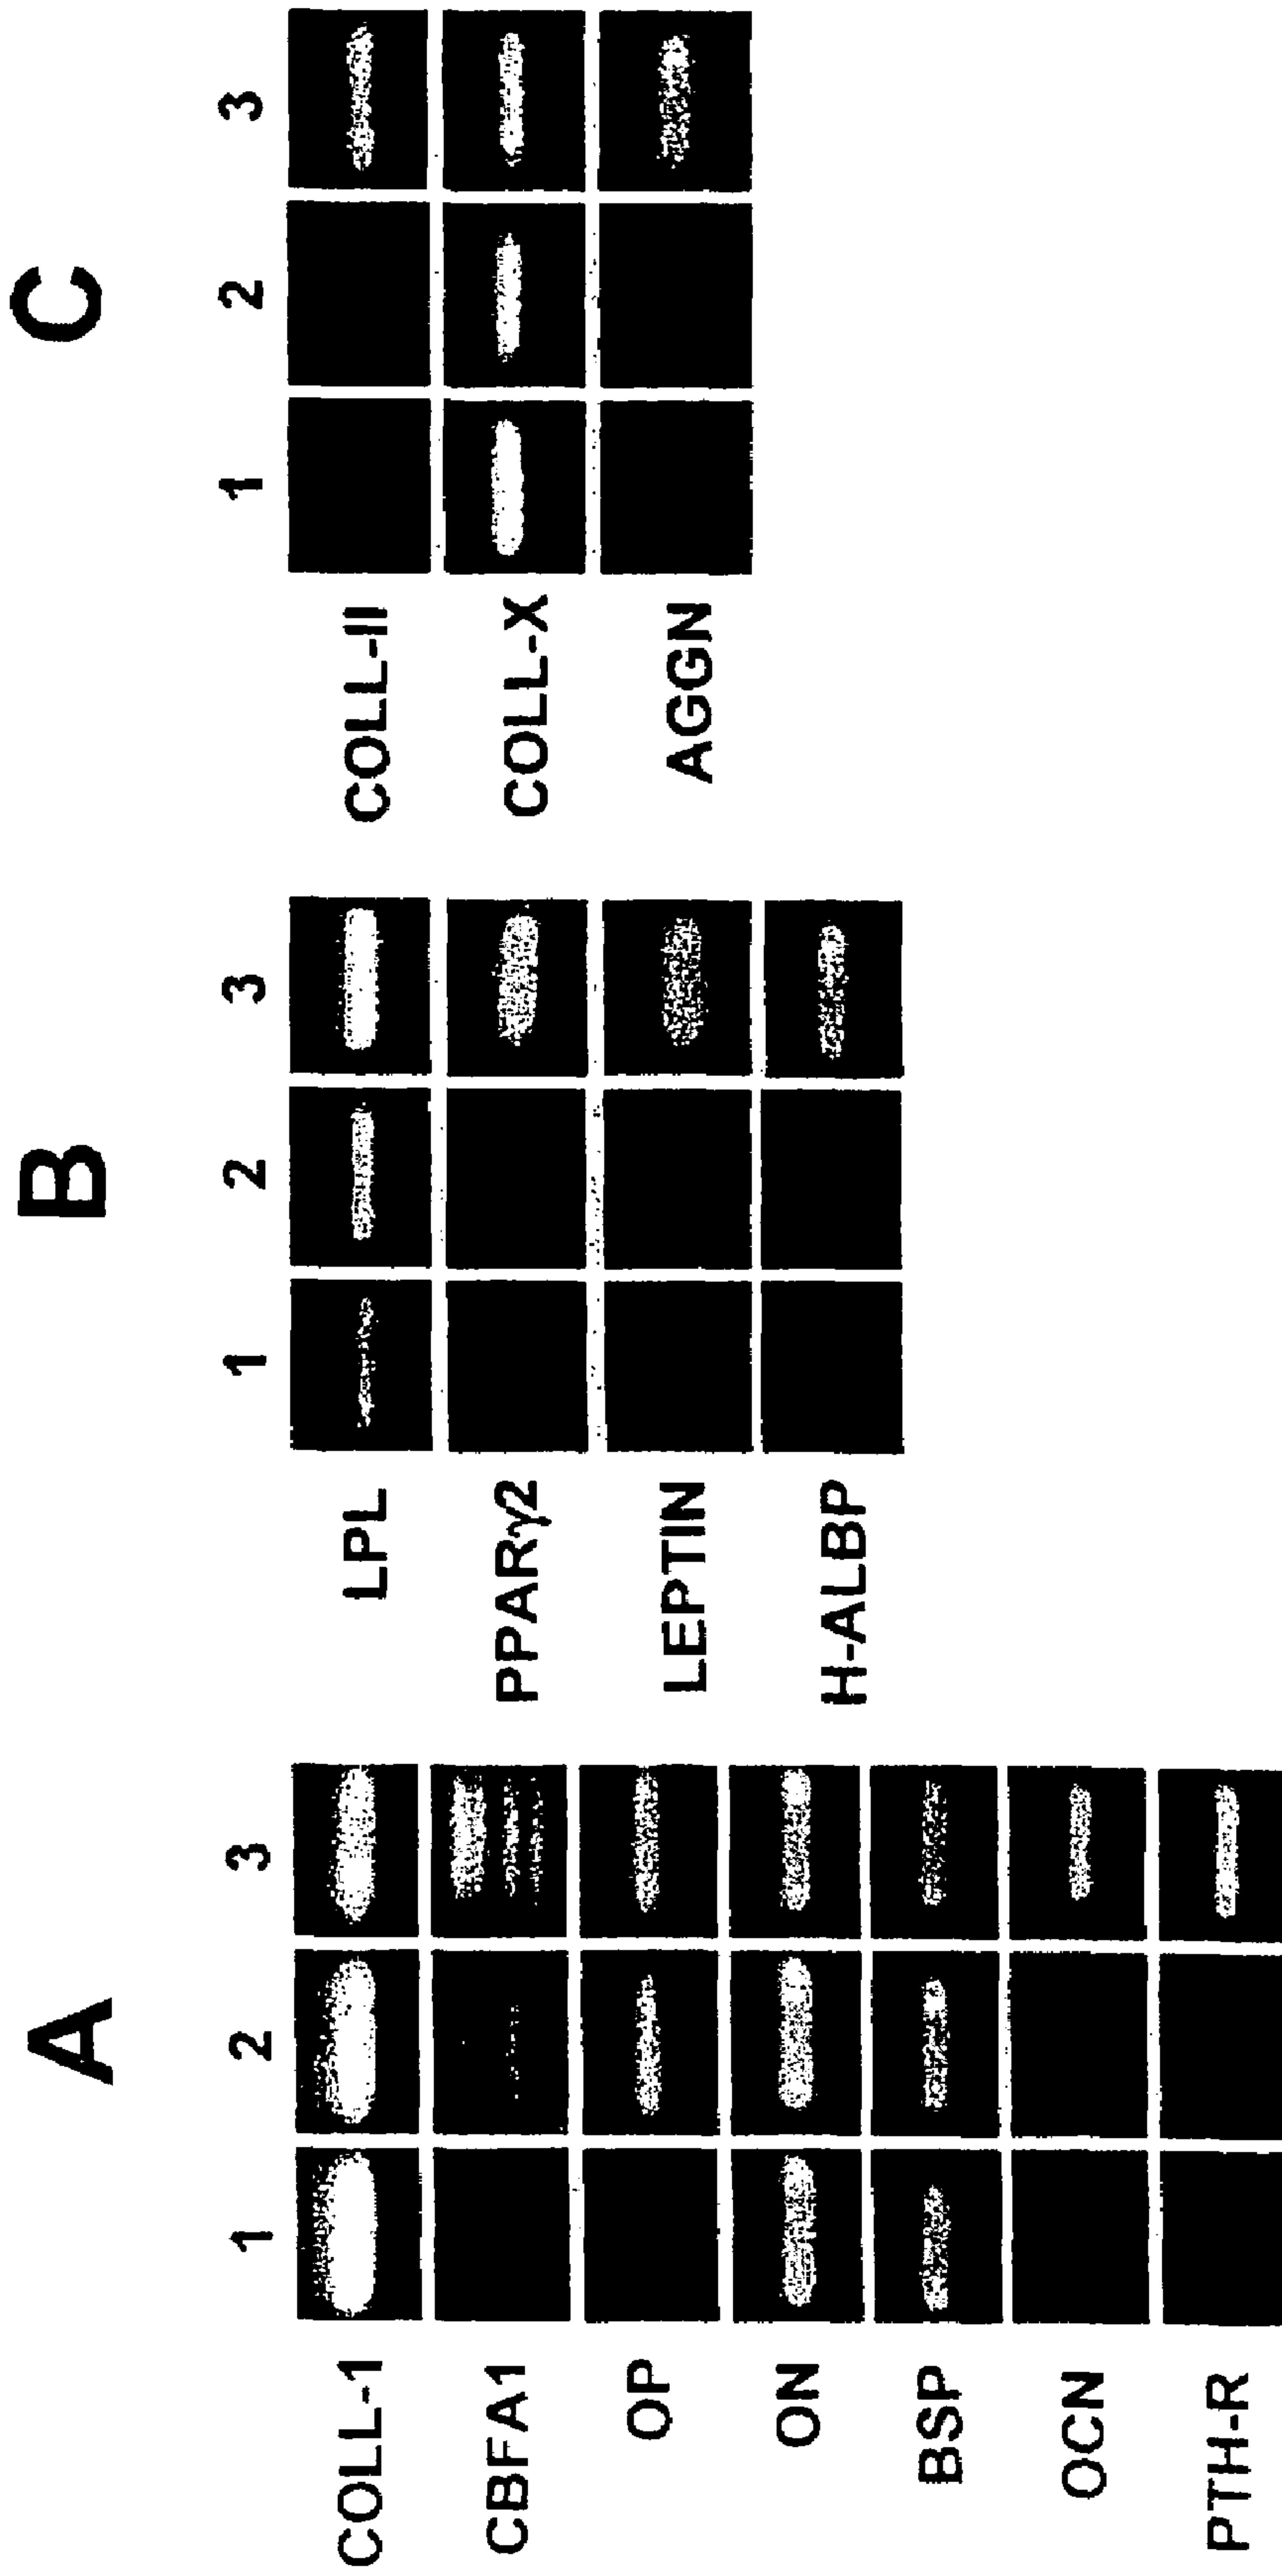 A
1 2 3
COLL-1
CBFA1
OP
ON
BSP
OCN
PTH-R
B
1 2 3
LPL
PPARγ2
LEPTIN
H-ALBP
C
1 2 3
COLL-II
COLL-X
AGGN